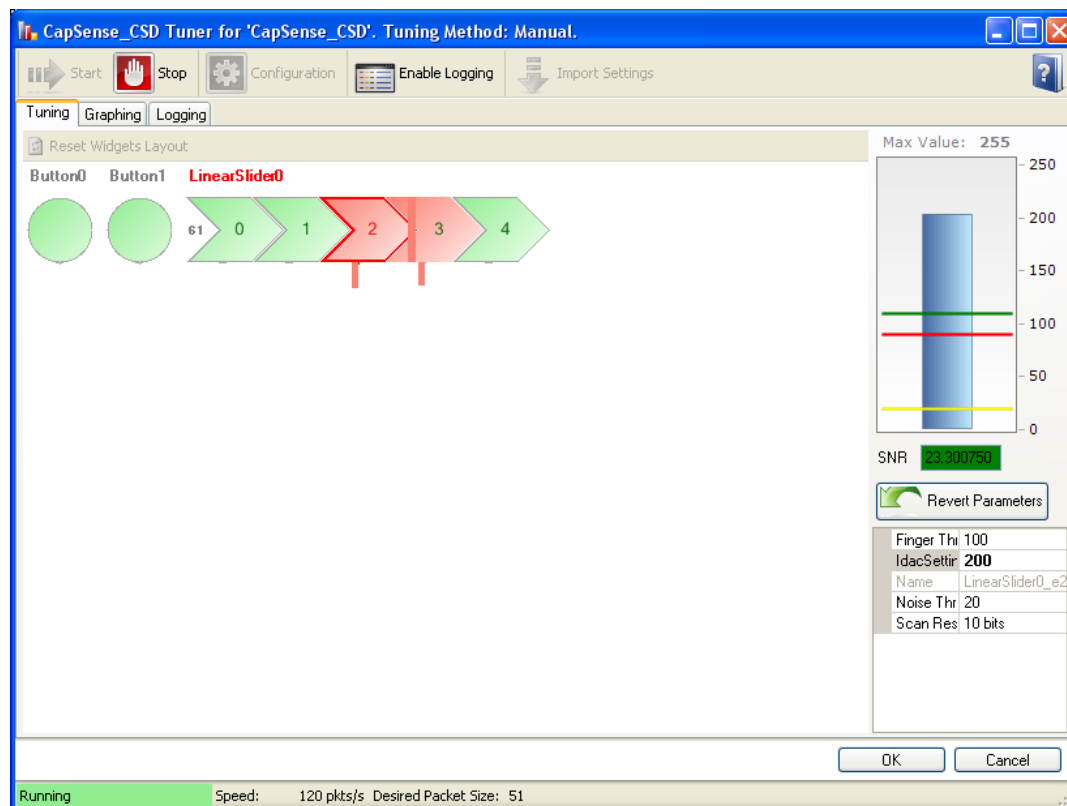 CapSense_CSD Tuner for 'CapSense_CSD'. Tuning Method: Manual.
Start Stop Configuration Enable Logging Import Settings ?
Tuning Graphing Logging
Reset Widgets Layout
Button0 Button1 LinearSlider0
61 0 1 2 3 4
Max Value: 255
250
200
150
100
50
0
SNR 23.300750
Revert Parameters
Finger Thr 100
IdacSettin 200
Name LinearSlider0_e2
Noise Thr 20
Scan Res 10 bits
OK Cancel
Running Speed: 120 pkts/s Desired Packet Size: 51